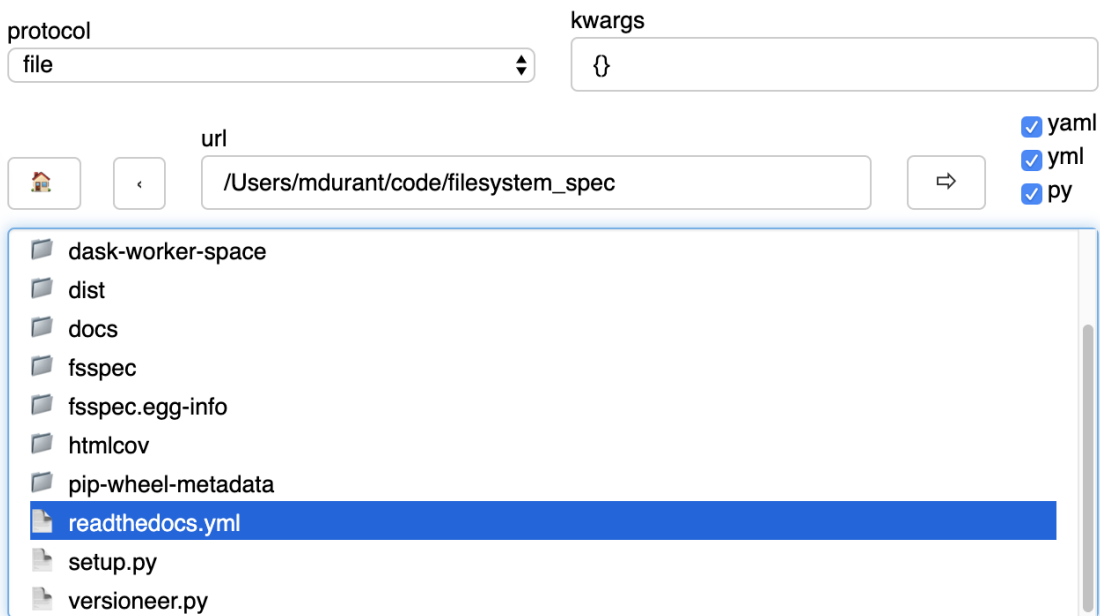 protocol
kwargs
file
{}
url
yaml
yml
py
/Users/mdurant/code/filesystem_spec
dask-worker-space
dist
docs
fsspec
fsspec.egg-info
htmlcov
pip-wheel-metadata
readthedocs.yml
setup.py
versioneer.py